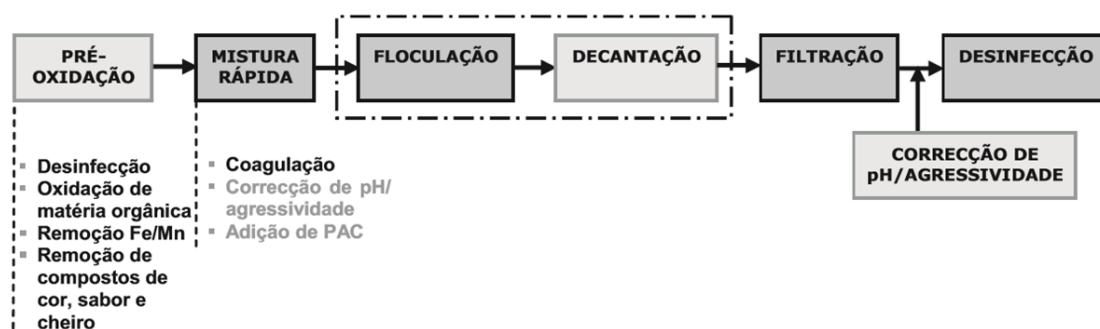 PRÉ-
OXIDAÇÃO
MISTURA
RÁPIDA
FLOCULAÇÃO
DECANTAÇÃO
FILTRAÇÃO
DESINFECÇÃO
CORRECÇÃO DE
pH/AGRESSIVIDADE
▪ Desinfecção
▪ Oxidação de
matéria orgânica
▪ Remoção Fe/Mn
▪ Remoção de
compostos de
cor, sabor e
cheiro
▪ Coagulação
▪ Correcção de pH/
agressividade
▪ Adição de PAC